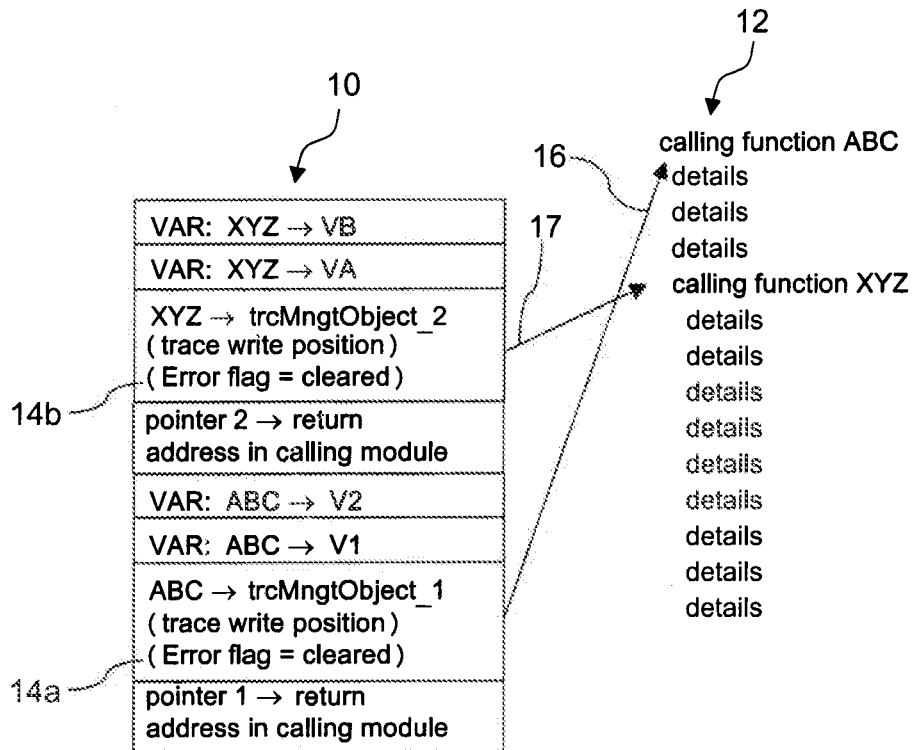 12
10
calling function ABC
16
details
details
17
details
calling function XYZ
details
details
details
details
details
details
details
details
details
VAR: XYZ → VB
VAR: XYZ → VA
XYZ → trcMngtObject_2
( trace write position )
( Error flag = cleared )
14b
pointer 2 → return
address in calling module
VAR: ABC → V2
VAR: ABC → V1
ABC → trcMngtObject_1
( trace write position )
( Error flag = cleared )
14a
pointer 1 → return
address in calling module